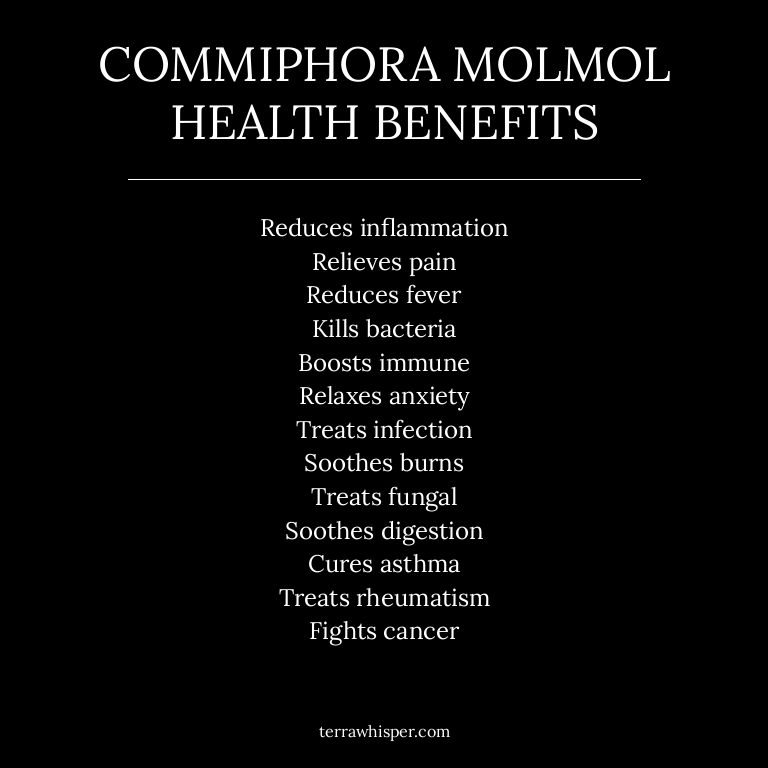 COMMIPHORA MOLMOL
HEALTH BENEFITS
Reduces inflammation
Relieves pain
Reduces fever
Kills bacteria
Boosts immune
Relaxes anxiety
Treats infection
Soothes burns
Treats fungal
Soothes digestion
Cures asthma
Treats rheumatism
Fights cancer
terrawhisper.com